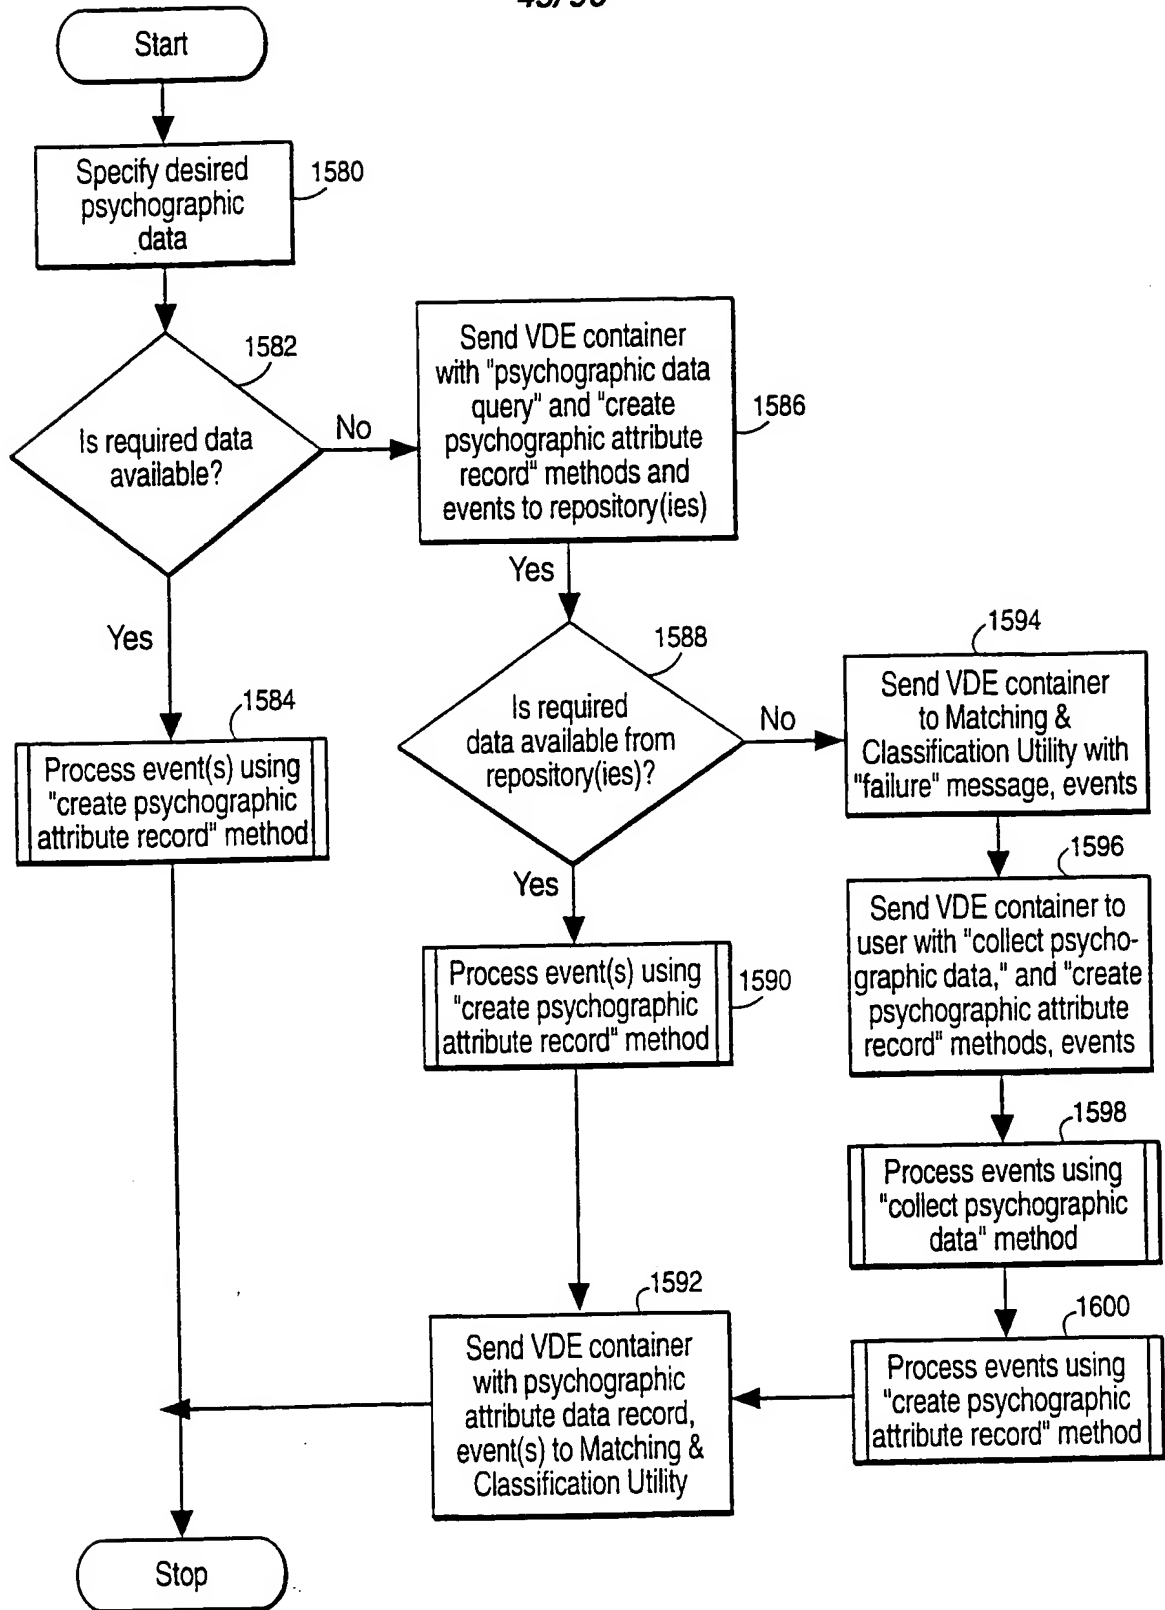 Start
Specify desired
psychographic
data
1580
1582
Is required data
available?
No
Yes
Send VDE container
with "psychographic data
query" and "create
psychographic attribute
record" methods and
events to repository(ies)
1586
Yes
1584
Process event(s) using
"create psychographic
attribute record" method
1588
Is required
data available from
repository(ies)?
No
Yes
1594
Send VDE container
to Matching &
Classification Utility with
"failure" message, events
1596
Send VDE container to
user with "collect psycho-
graphic data," and "create
psychographic attribute
record" methods, events
Process event(s) using
"create psychographic
attribute record" method
1590
1598
Process events using
"collect psychographic
data" method
1592
Send VDE container
with psychographic
attribute data record,
event(s) to Matching &
Classification Utility
1600
Process events using
"create psychographic
attribute record" method
Stop